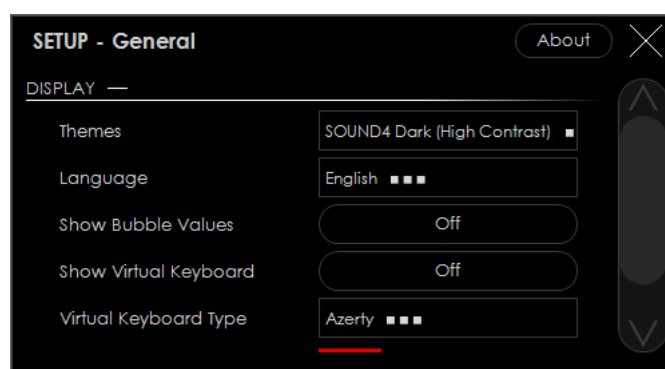 SETUP - General
About
DISPLAY
Themes
SOUND4 Dark (High Contrast)
Language
English
Show Bubble Values
Off
Show Virtual Keyboard
Off
Virtual Keyboard Type
Azerty